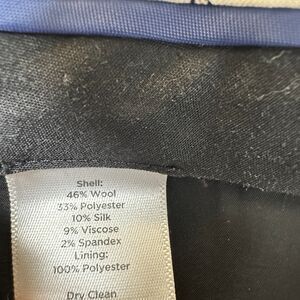 Shell:
46% Wool
33% Polyester
10% Silk
9% Viscose
2% Spandex
Lining:
100% Polyester
Dry Clean